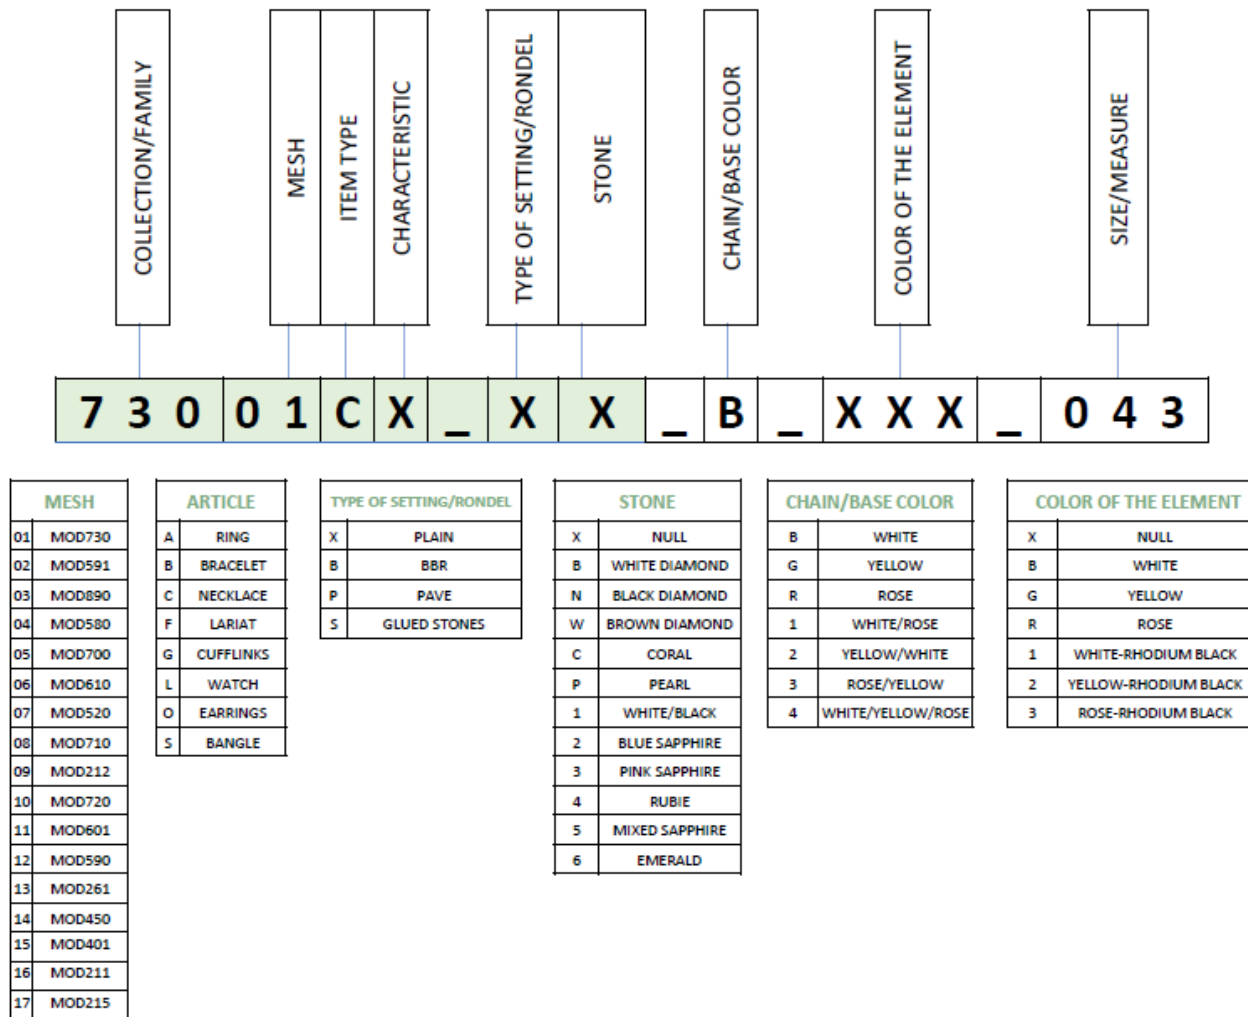 COLLECTION/FAMILY
MESH
ITEM TYPE
CHARACTERISTIC
TYPE OF SETTING/RONDEL
STONE
CHAIN/BASE COLOR
COLOR OF THE ELEMENT
SIZE/MEASURE
7 3 0 0 1 C X _ X X _ B _ X X X _ 0 4 3
MESH
01 MOD730
02 MOD591
03 MOD890
04 MOD580
05 MOD700
06 MOD610
07 MOD520
08 MOD710
09 MOD212
10 MOD720
11 MOD601
12 MOD590
13 MOD261
14 MOD450
15 MOD401
16 MOD211
17 MOD215
ARTICLE
A RING
B BRACELET
C NECKLACE
F LARIAT
G CUFFLINKS
L WATCH
O EARRINGS
S BANGLE
TYPE OF SETTING/RONDEL
X PLAIN
B BBR
P PAVE
S GLUED STONES
STONE
X NULL
B WHITE DIAMOND
N BLACK DIAMOND
W BROWN DIAMOND
C CORAL
P PEARL
1 WHITE/BLACK
2 BLUE SAPPHIRE
3 PINK SAPPHIRE
4 RUBIE
5 MIXED SAPPHIRE
6 EMERALD
CHAIN/BASE COLOR
B WHITE
G YELLOW
R ROSE
1 WHITE/ROSE
2 YELLOW/WHITE
3 ROSE/YELLOW
4 WHITE/YELLOW/ROSE
COLOR OF THE ELEMENT
X NULL
B WHITE
G YELLOW
R ROSE
1 WHITE-RHODIUM BLACK
2 YELLOW-RHODIUM BLACK
3 ROSE-RHODIUM BLACK